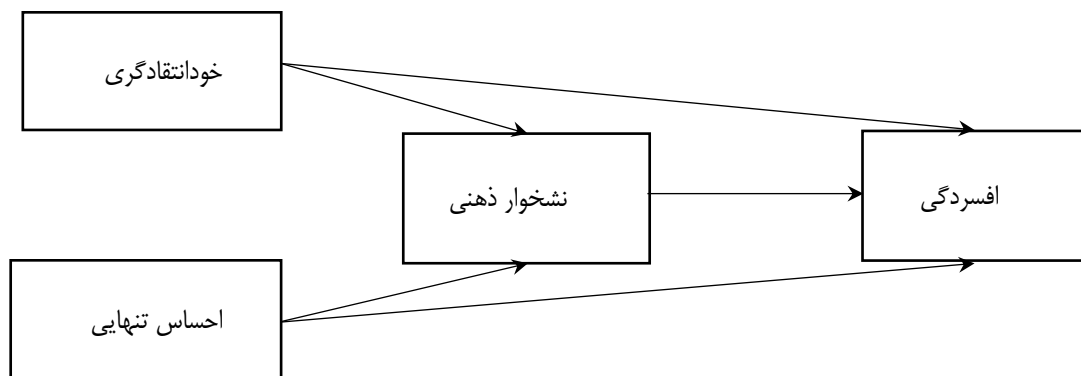 خودانتقادگری
نشخوار ذهنی
افسردگی
احساس تنهایی